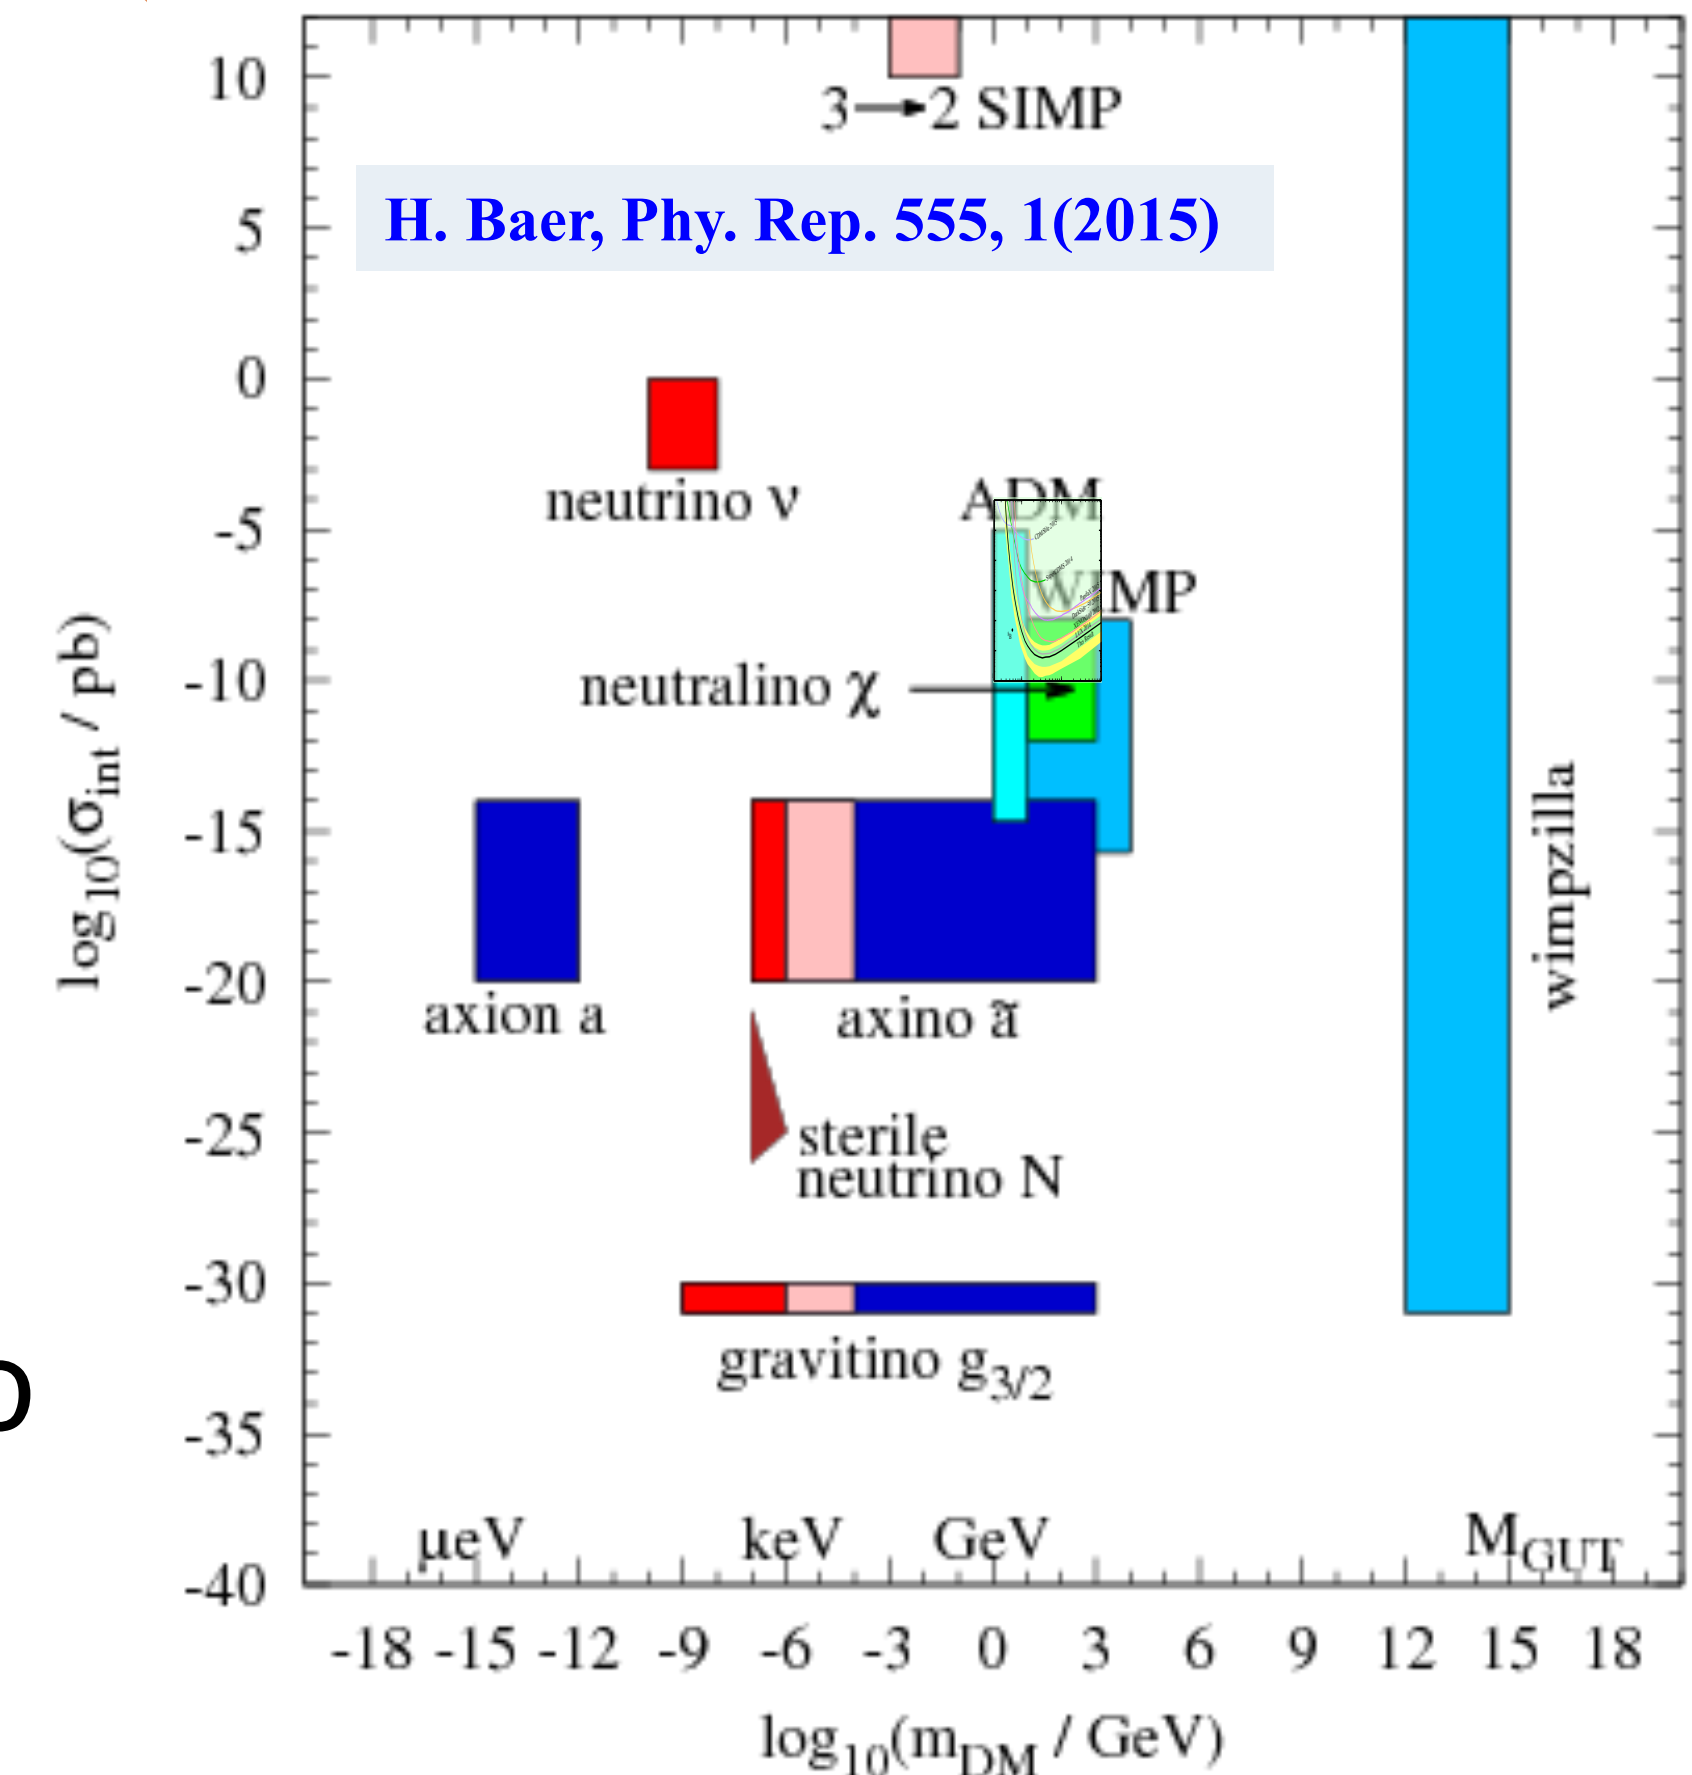 10
3→2 SIMP
H. Baer, Phy. Rep. 555, 1(2015)
5
0
neutrino ν
ADM
-5
WIMP
neutralino χ
-10
log10(σint / pb)
wimpzilla
-15
-20
axion a
axino ã
sterile
neutrino N
-25
-30
gravitino g3/2
-35
μeV keV GeV MGUT
-40
-18 -15 -12 -9 -6 -3 0 3 6 9 12 15 18
log10(mDM / GeV)